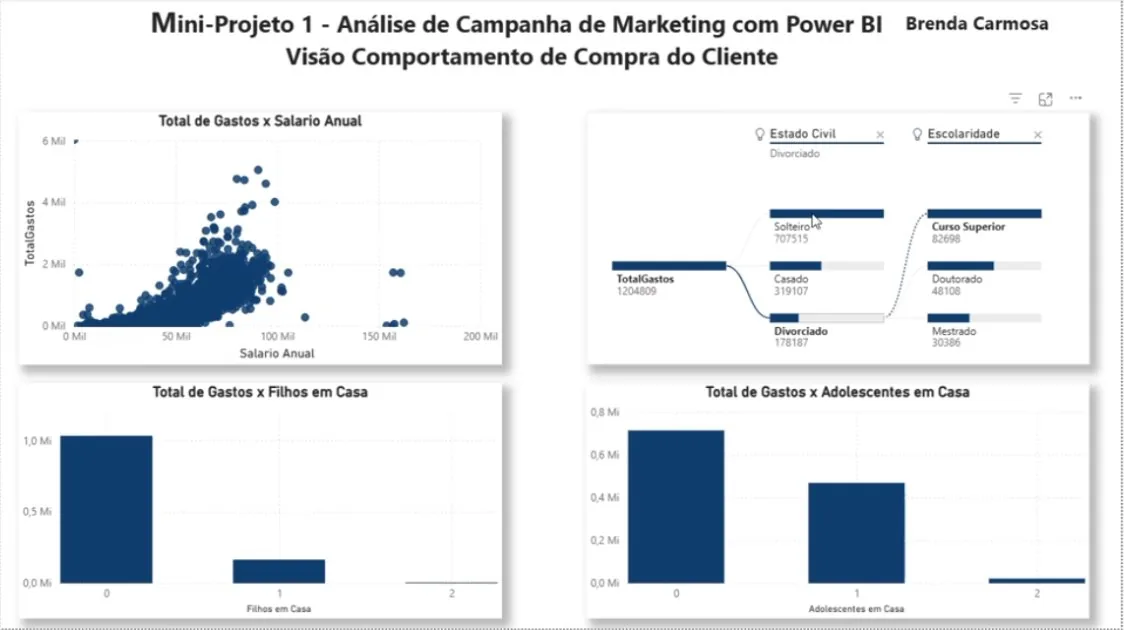 Mini-Projeto 1 - Análise de Campanha de Marketing com Power BI
Brenda Carmosa
Visão Comportamento de Compra do Cliente
Total de Gastos x Salario Anual
6 Mil
4 Mil
2 Mil
0 Mil
TotalGastos
0 Mil
50 Mil
100 Mil
150 Mil
200 Mil
Salario Anual
Estado Civil
Divorciado
Escolaridade
TotalGastos
1204809
Solteiro
707515
Casado
319107
Divorciado
178187
Curso Superior
82698
Doutorado
48108
Mestrado
30386
Total de Gastos x Filhos em Casa
1,0 Mi
0,5 Mi
0,0 Mi
0
1
2
Filhos em Casa
Total de Gastos x Adolescentes em Casa
0,8 Mi
0,6 Mi
0,4 Mi
0,2 Mi
0,0 Mi
0
1
2
Adolescentes em Casa